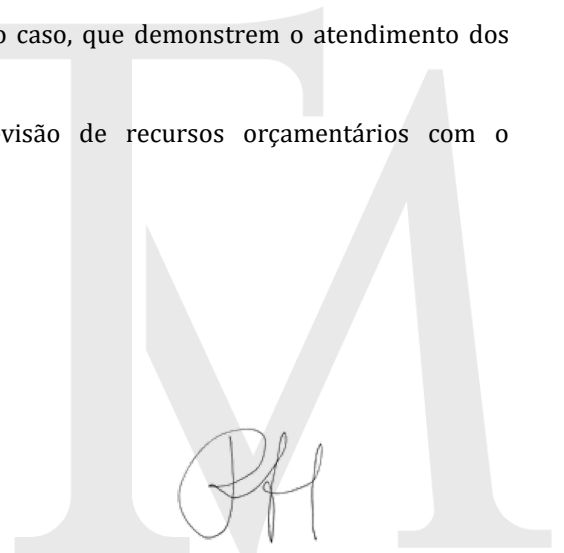 o caso, que demonstrem o atendimento dos
visão de recursos orçamentários com o